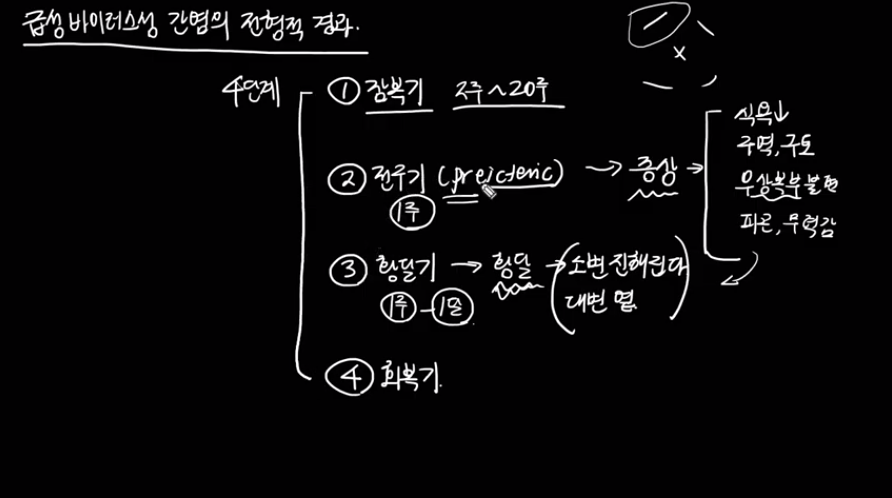 급성 바이러스성 간염의 전형적 경과.
4단계
① 잠복기 2주~20주
② 전구기 (preicteric) → 증상 →
1주
식욕↓
구역, 구토
우상복부 불편
피로, 무력감
③ 황달기 → 황달 → (소변 진해린다
1주 - 1달 대변 옅)
④ 회복기.